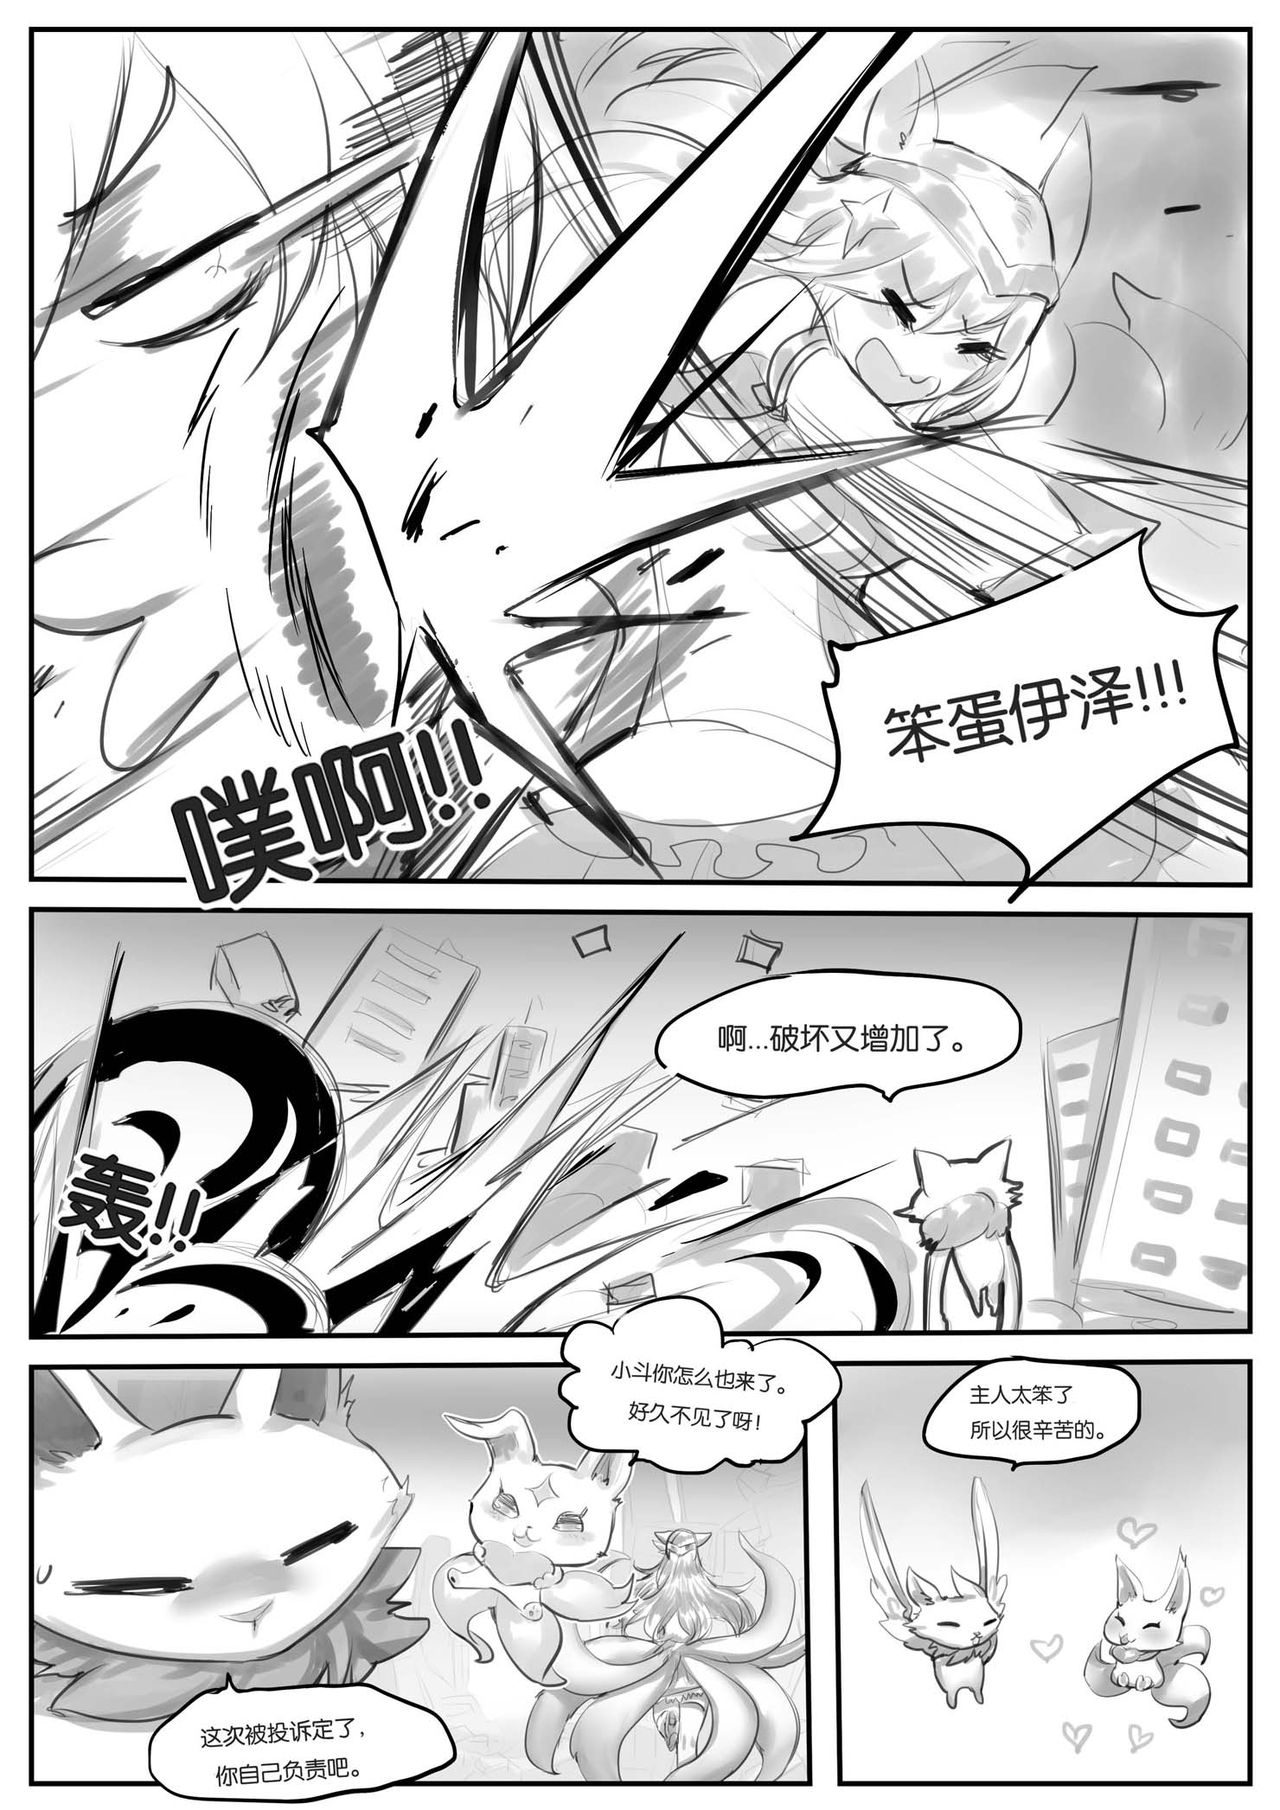 笨蛋伊泽!!!
噗啊!!
啊...破坏又增加了。
轰!!
小斗你怎么也来了。
好久不见了呀!
这次被投诉定了,
你自己负责吧。
主人太笨了
所以很辛苦的。